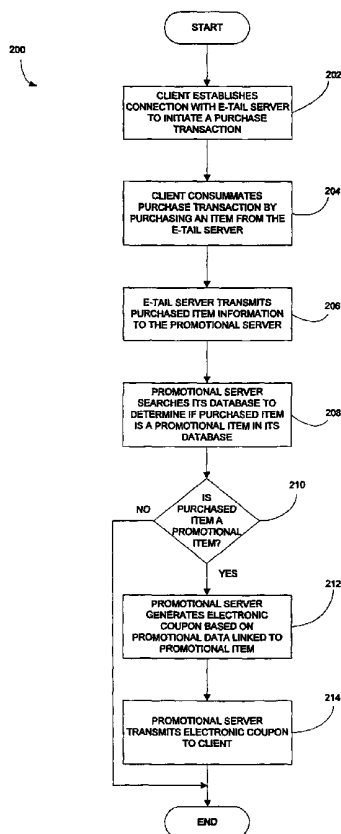 START
200
202
CLIENT ESTABLISHES
CONNECTION WITH E-TAIL SERVER
TO INITIATE A PURCHASE
TRANSACTION
204
CLIENT CONSUMMATES
PURCHASE TRANSACTION BY
PURCHASING AN ITEM FROM THE
E-TAIL SERVER
206
E-TAIL SERVER TRANSMITS
PURCHASED ITEM INFORMATION
TO THE PROMOTIONAL SERVER
208
PROMOTIONAL SERVER
SEARCHES ITS DATABASE TO
DETERMINE IF PURCHASED ITEM
IS A PROMOTIONAL ITEM IN ITS
DATABASE
210
IS
PURCHASED
ITEM A
PROMOTIONAL
ITEM?
NO
YES
212
PROMOTIONAL SERVER
GENERATES ELECTRONIC
COUPON BASED ON
PROMOTIONAL DATA LINKED TO
PROMOTIONAL ITEM
214
PROMOTIONAL SERVER
TRANSMITS ELECTRONIC COUPON
TO CLIENT
END